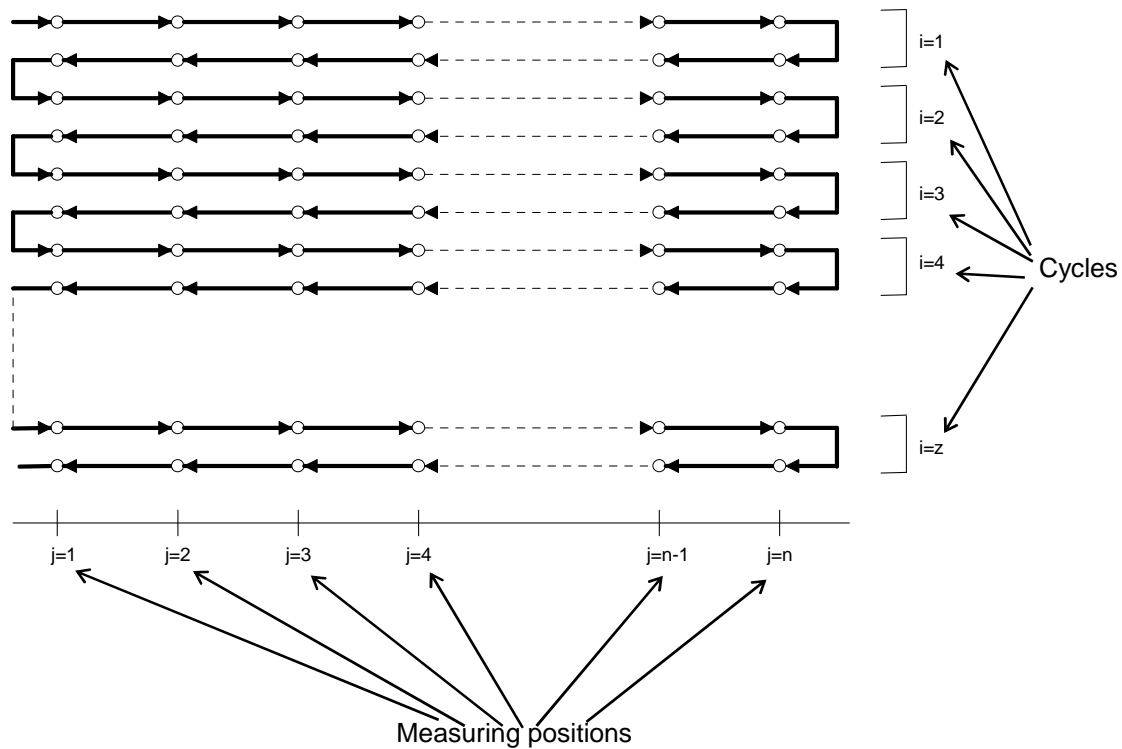 i=1
i=2
i=3
i=4
Cycles
i=z
j=1 j=2 j=3 j=4 j=n-1 j=n
Measuring positions